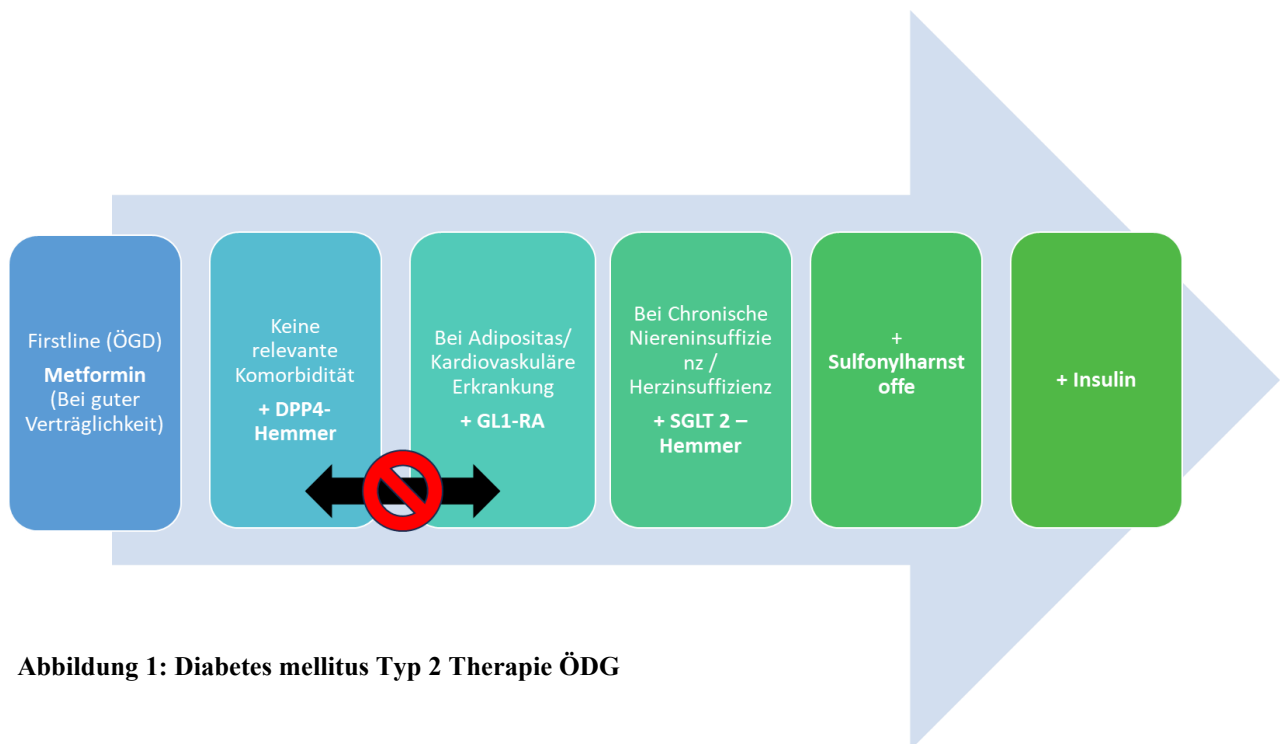 Firstline (ÖGD)
Metformin
(Bei guter
Verträglichkeit)
Keine
relevante
Komorbidität
+ DPP4-
Hemmer
Bei Adipositas/
Kardiovaskuläre
Erkrankung
+ GL1-RA
Bei Chronische
Niereninsuffizie
nz /
Herzinsuffizienz
+ SGLT 2 –
Hemmer
+
Sulfonylharnst
offe
+ Insulin
Abbildung 1: Diabetes mellitus Typ 2 Therapie ÖDG